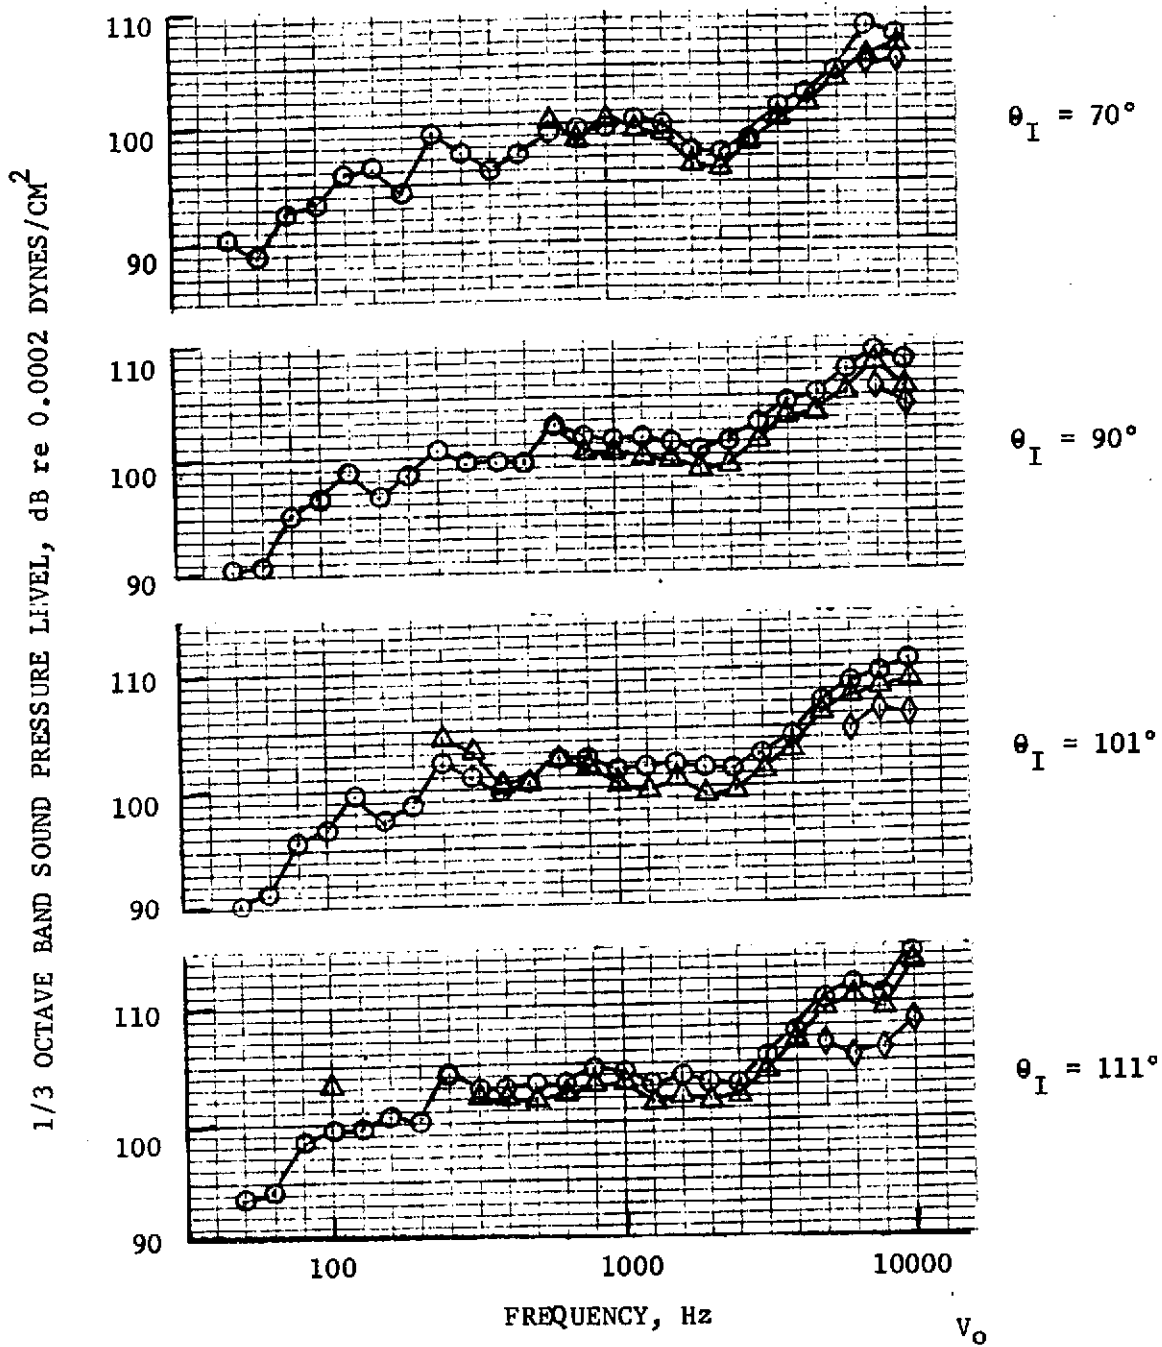 1/3 OCTAVE BAND SOUND PRESSURE LEVEL, dB re 0.0002 DYNES/CM²
110
100
90
θI = 70°
110
100
90
θI = 90°
110
100
90
θI = 101°
110
100
90
θI = 111°
100 1000 10000
FREQUENCY, Hz
Vo